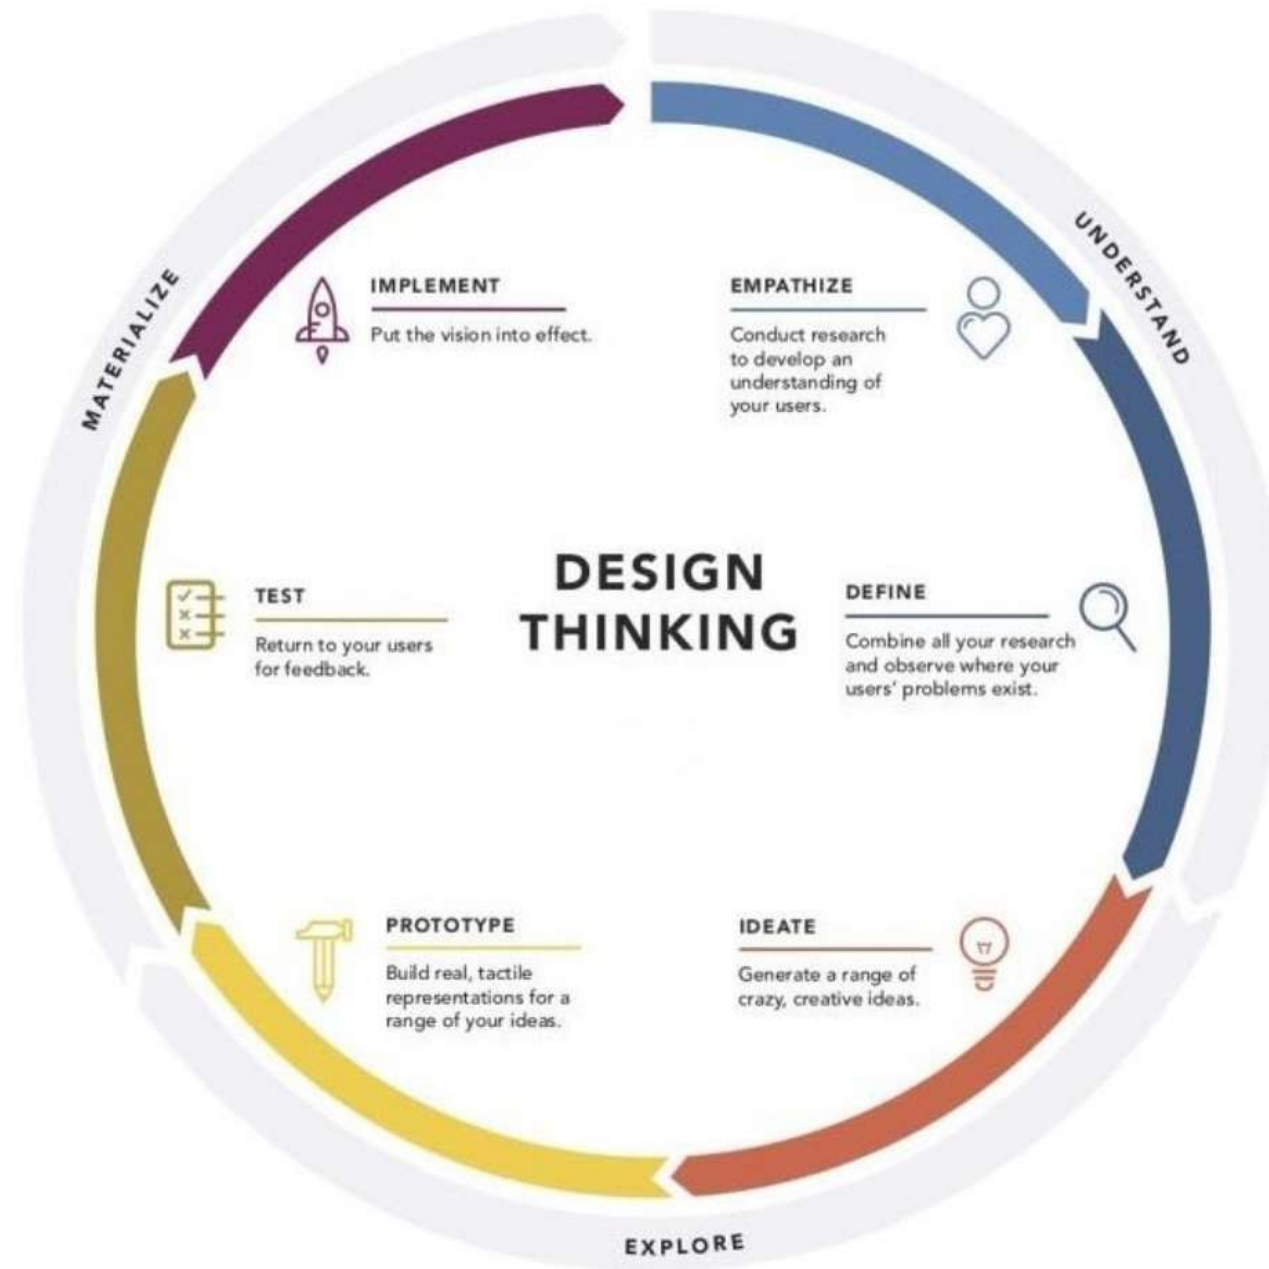 DESIGN
THINKING
UNDERSTAND
EMPATHIZE
Conduct research
to develop an
understanding of
your users.
DEFINE
Combine all your research
and observe where your
users' problems exist.
EXPLORE
IDEATE
Generate a range of
crazy, creative ideas.
PROTOTYPE
Build real, tactile
representations for a
range of your ideas.
MATERIALIZE
TEST
Return to your users
for feedback.
IMPLEMENT
Put the vision into effect.